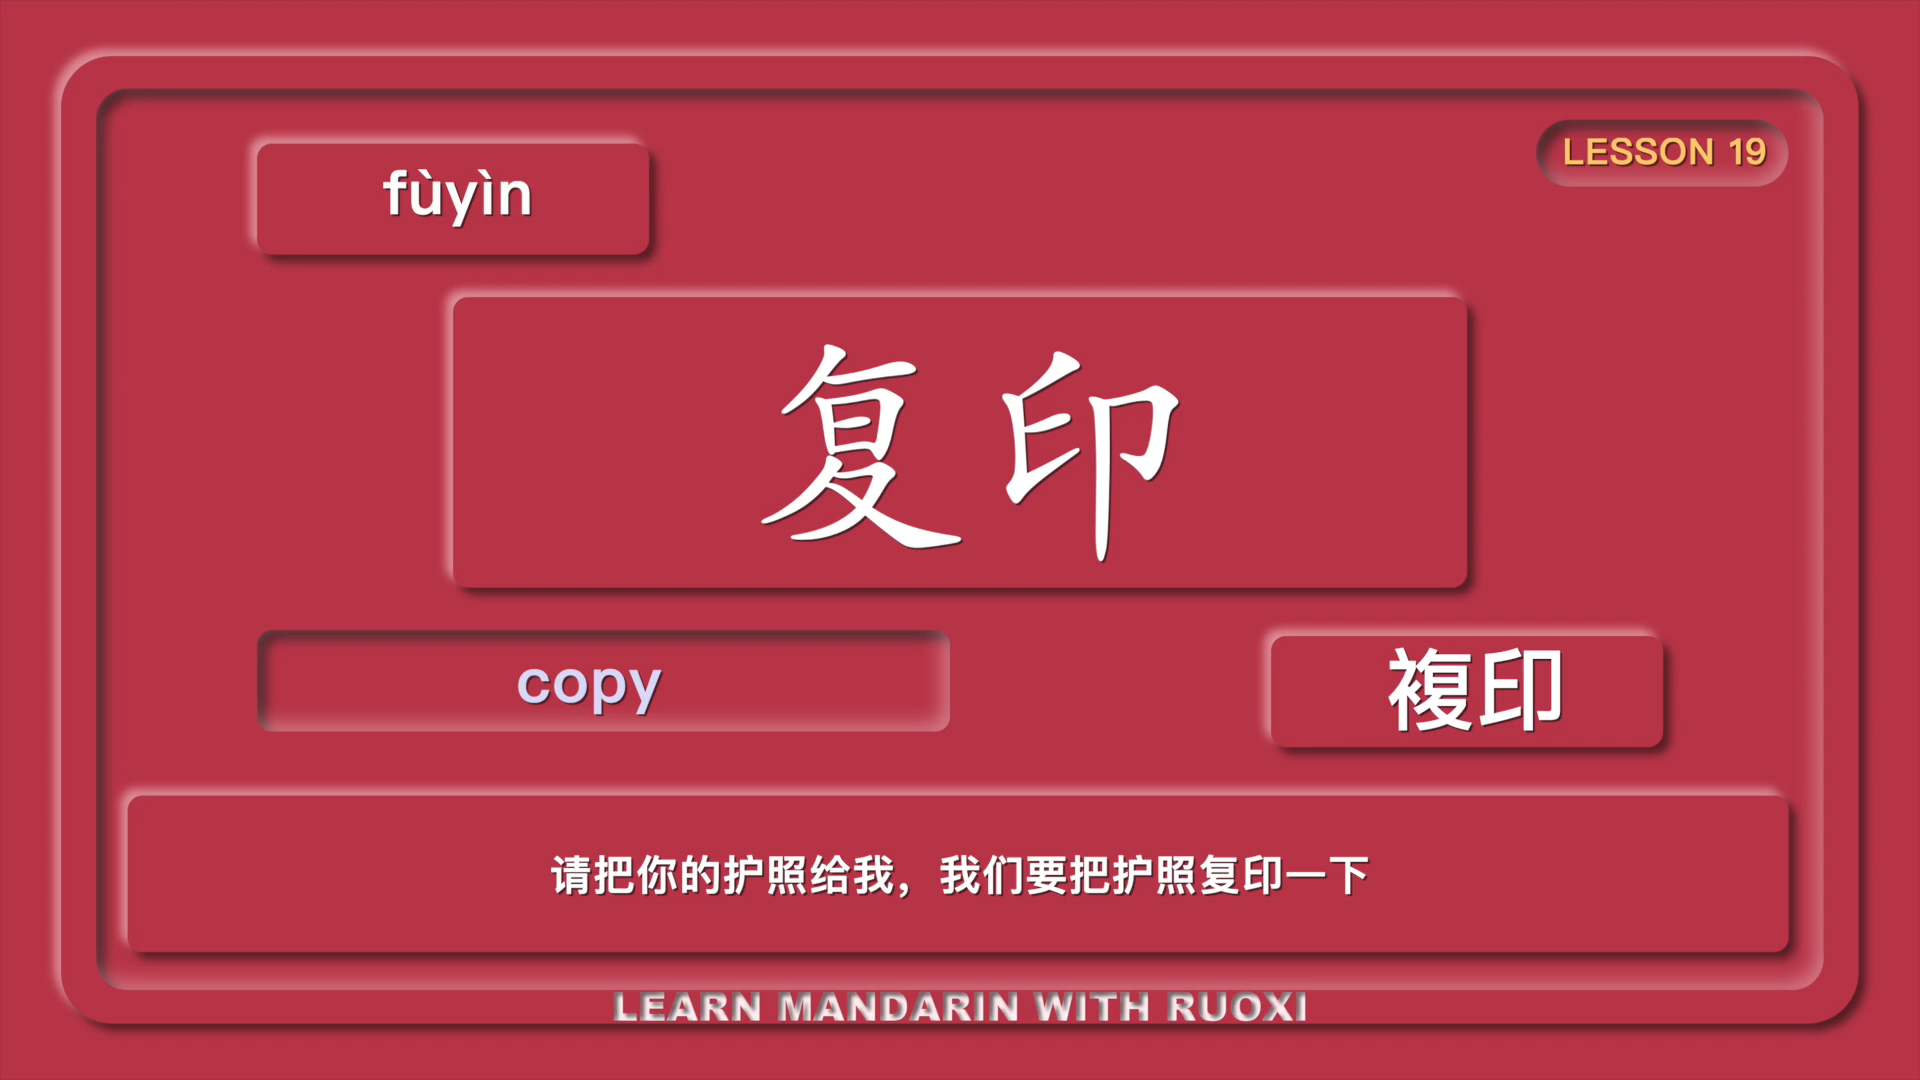 LESSON 19
fùyìn
复印
copy
複印
请把你的护照给我，我们要把护照复印一下
LEARN MANDARIN WITH RUOXI